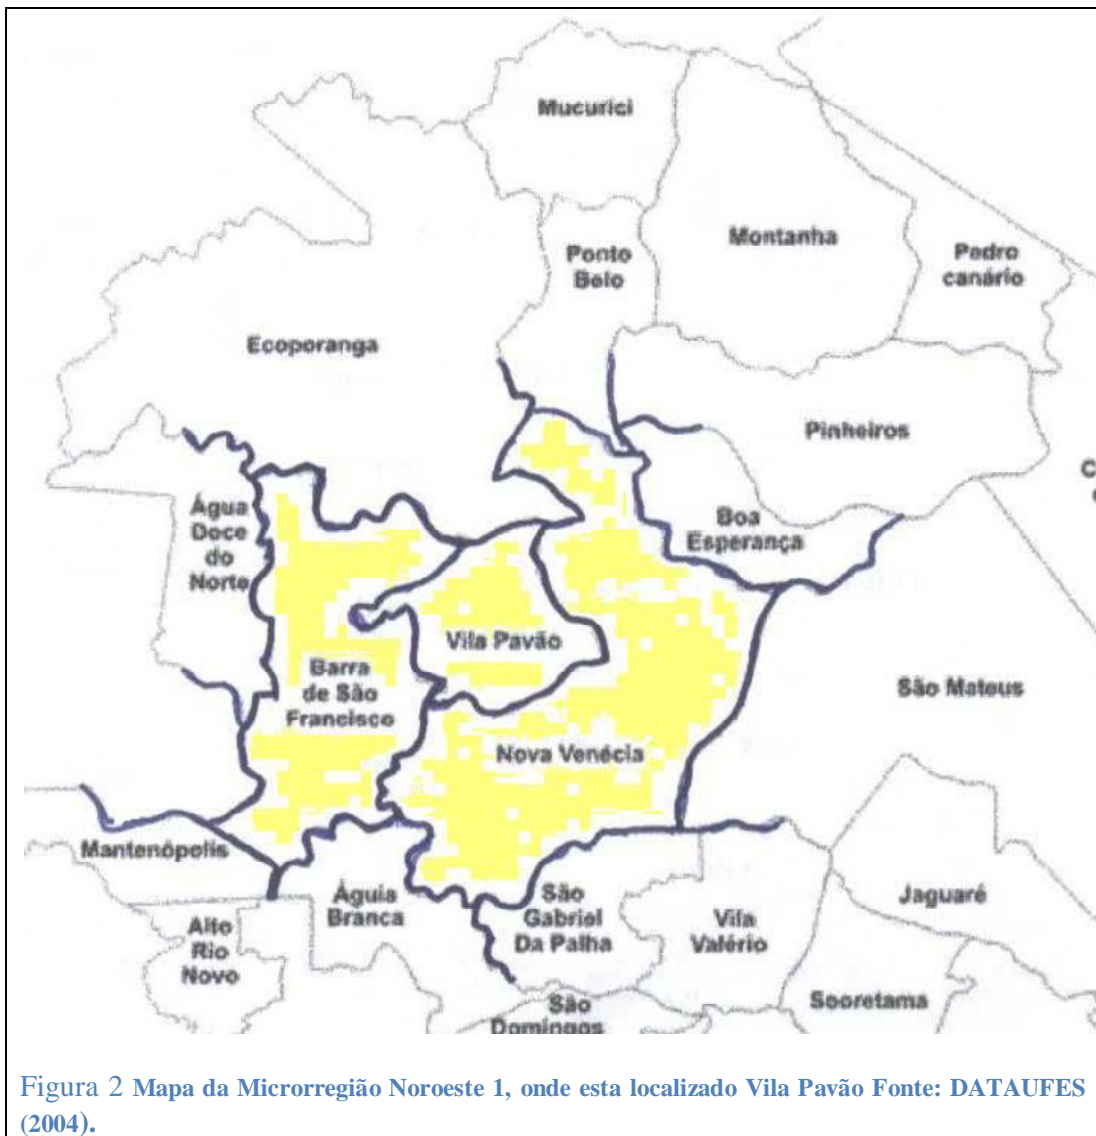 Mucurici
Montanha
Ponto
Belo
Pedro
canário
Ecoporanga
Pinheiros
C
Água
Doce
do
Norte
Boa
Esperança
Vila Pavão
Barra
de São
Francisco
São Mateus
Nova Venécia
Mantenópolis
Águia
Branca
São
Gabriel
Da Palha
Vila
Valério
Jaguaré
Alto
Rio
Novo
São
Domingos
Sooretama
Figura 2 Mapa da Microrregião Noroeste 1, onde esta localizado Vila Pavão Fonte: DATAUFES
(2004).